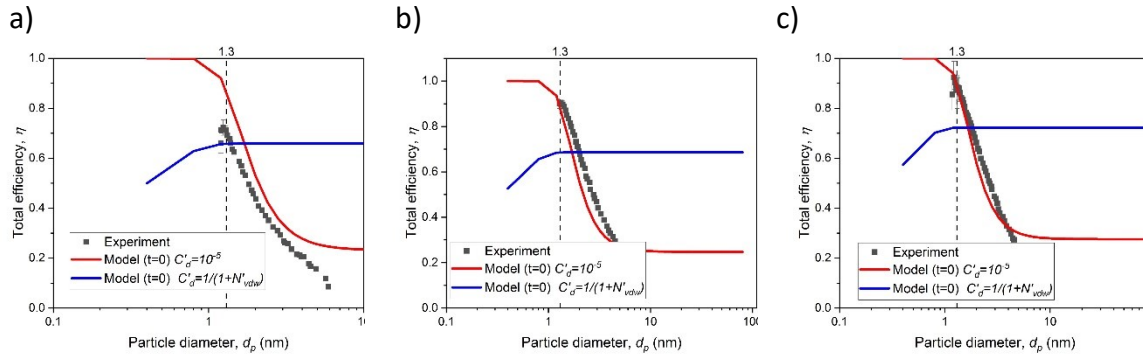 a)
1.3
1.0
0.8
0.6
0.4
0.2
0.0
Total efficiency, η
Experiment
Model (t=0) C'd=10-5
Model (t=0) C'd=1/(1+N'vdw)
0.1
1
10
Particle diameter, dp (nm)
b)
1.3
1.0
0.8
0.6
0.4
0.2
0.0
Total efficiency, η
Experiment
Model (t=0) C'd=10-5
Model (t=0) C'd=1/(1+N'vdw)
0.1
1
10
100
Particle diameter, dp (nm)
c)
1.3
1.0
0.8
0.6
0.4
0.2
0.0
Total efficiency, η
Experiment
Model (t=0) C'd=10-5
Model (t=0) C'd=1/(1+N'vdw)
0.1
1
10
Particle diameter, dp (nm)